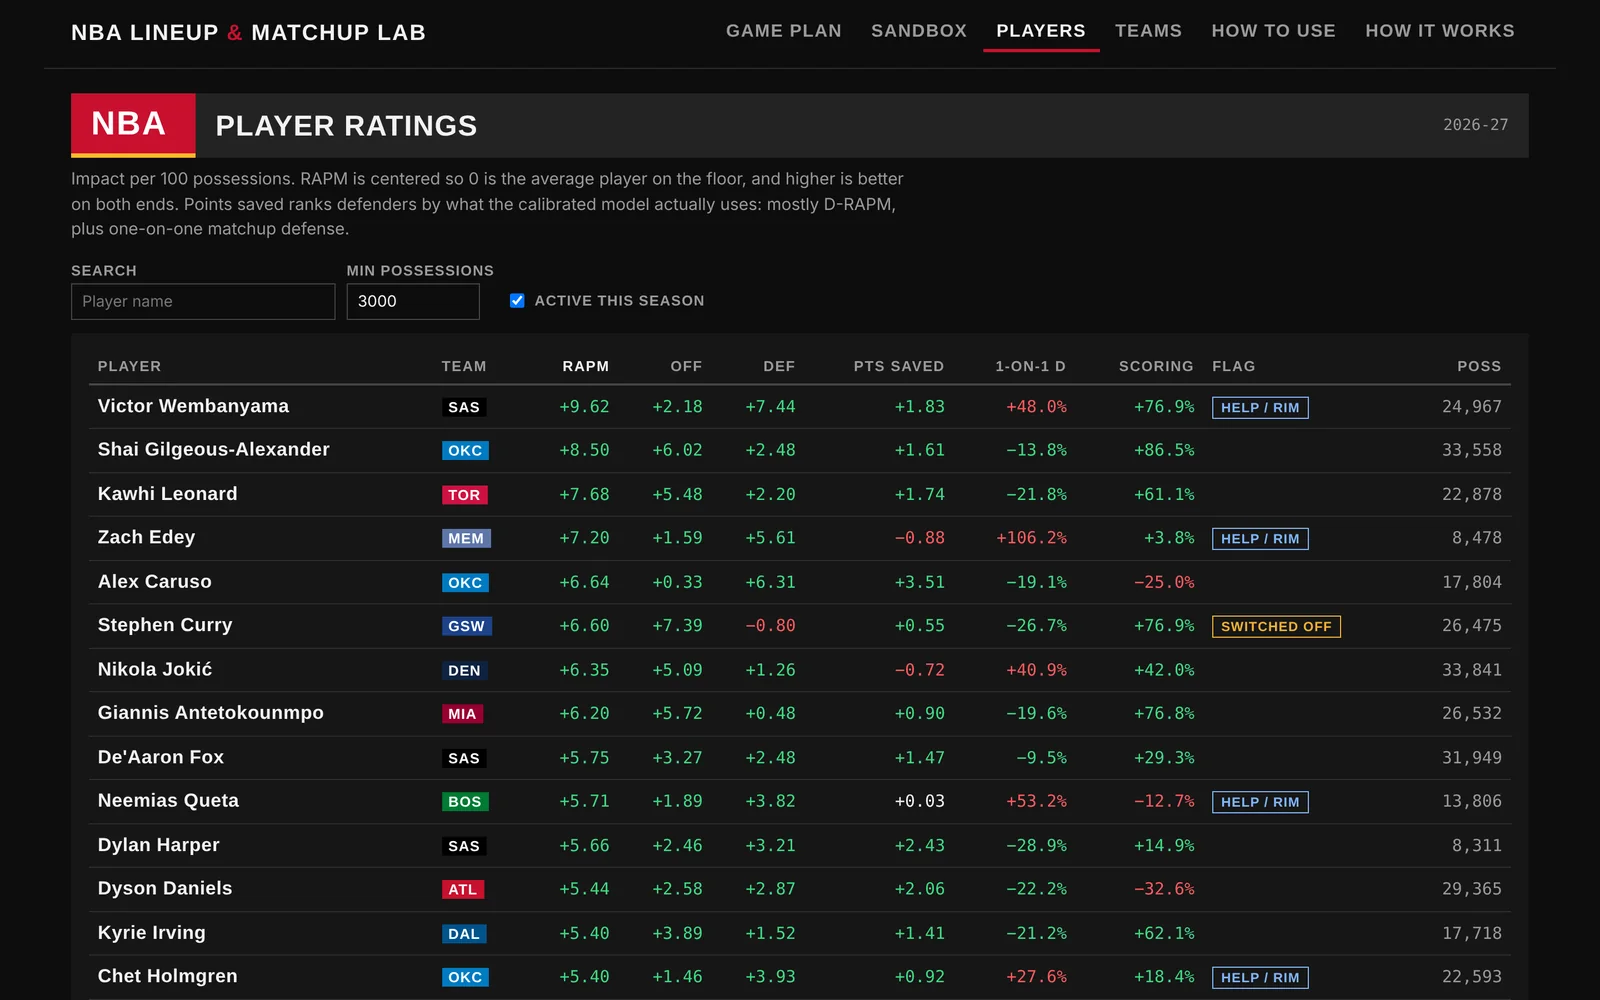 NBA LINEUP & MATCHUP LAB
GAME PLAN SANDBOX PLAYERS TEAMS HOW TO USE HOW IT WORKS
NBA PLAYER RATINGS 2026-27
Impact per 100 possessions. RAPM is centered so 0 is the average player on the floor, and higher is better
on both ends. Points saved ranks defenders by what the calibrated model actually uses: mostly D-RAPM,
plus one-on-one matchup defense.
SEARCH MIN POSSESSIONS
Player name 3000 ACTIVE THIS SEASON
PLAYER TEAM RAPM OFF DEF PTS SAVED 1-ON-1 D SCORING FLAG POSS
Victor Wembanyama SAS +9.62 +2.18 +7.44 +1.83 +48.0% +76.9% HELP / RIM 24,967
Shai Gilgeous-Alexander OKC +8.50 +6.02 +2.48 +1.61 −13.8% +86.5% 33,558
Kawhi Leonard TOR +7.68 +5.48 +2.20 +1.74 −21.8% +61.1% 22,878
Zach Edey MEM +7.20 +1.59 +5.61 −0.88 +106.2% +3.8% HELP / RIM 8,478
Alex Caruso OKC +6.64 +0.33 +6.31 +3.51 −19.1% −25.0% 17,804
Stephen Curry GSW +6.60 +7.39 −0.80 +0.55 −26.7% +76.9% SWITCHED OFF 26,475
Nikola Jokić DEN +6.35 +5.09 +1.26 −0.72 +40.9% +42.0% 33,841
Giannis Antetokounmpo MIA +6.20 +5.72 +0.48 +0.90 −19.6% +76.8% 26,532
De'Aaron Fox SAS +5.75 +3.27 +2.48 +1.47 −9.5% +29.3% 31,949
Neemias Queta BOS +5.71 +1.89 +3.82 +0.03 +53.2% −12.7% HELP / RIM 13,806
Dylan Harper SAS +5.66 +2.46 +3.21 +2.43 −28.9% +14.9% 8,311
Dyson Daniels ATL +5.44 +2.58 +2.87 +2.06 −22.2% −32.6% 29,365
Kyrie Irving DAL +5.40 +3.89 +1.52 +1.41 −21.2% +62.1% 17,718
Chet Holmgren OKC +5.40 +1.46 +3.93 +0.92 +27.6% +18.4% HELP / RIM 22,593